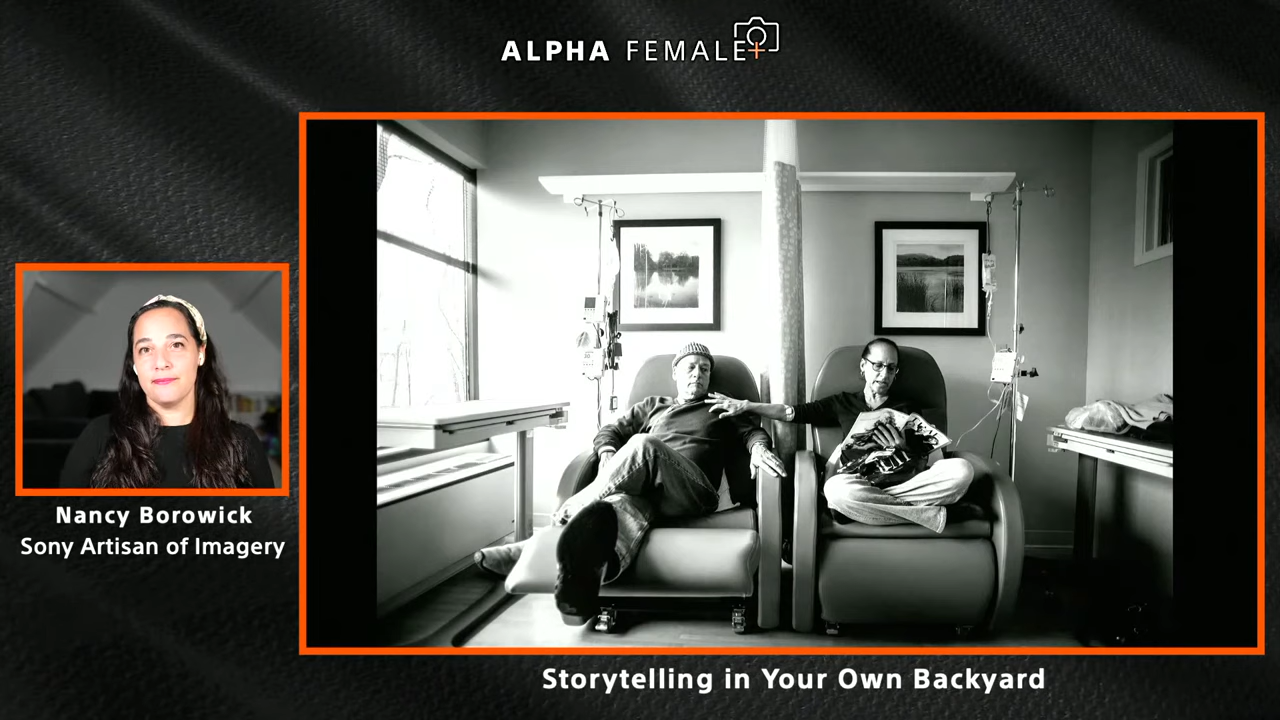 ALPHA FEMALE
Nancy Borowick
Sony Artisan of Imagery
Storytelling in Your Own Backyard